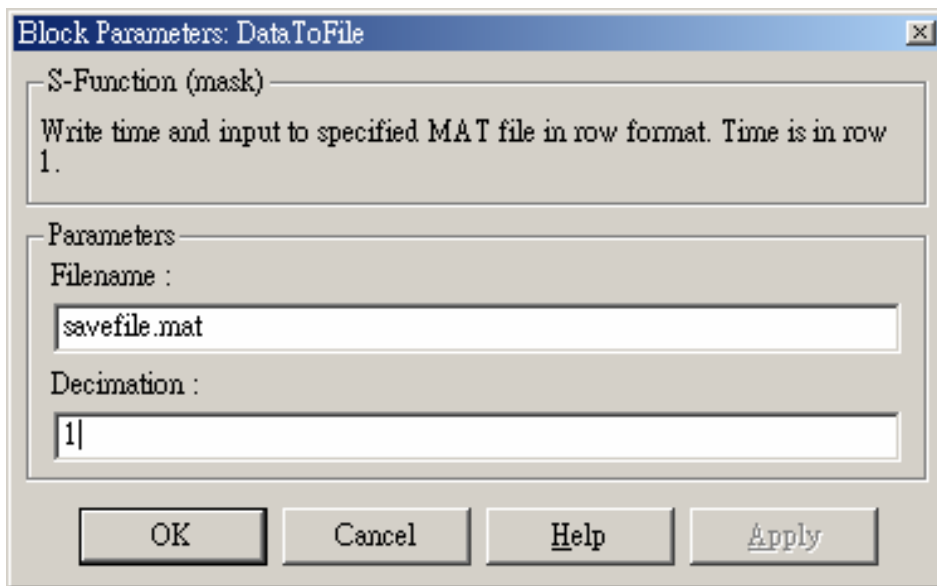 Block Parameters: DataToFile
S-Function (mask)
Write time and input to specified MAT file in row format. Time is in row
1.
Parameters
Filename :
savefile.mat
Decimation :
1
OK Cancel Help Apply